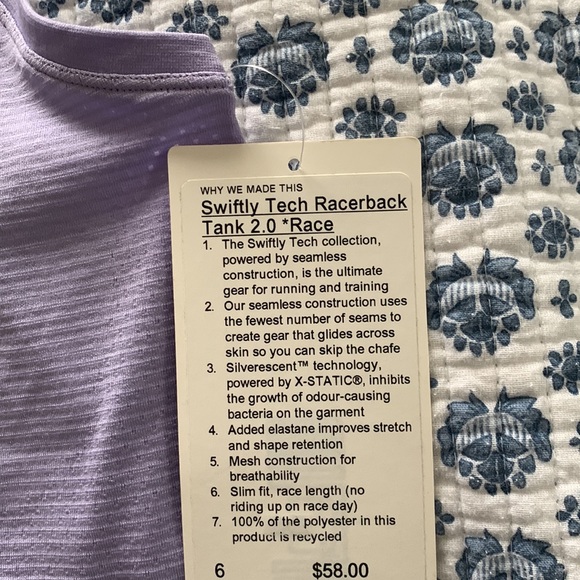 WHY WE MADE THIS
Swiftly Tech Racerback
Tank 2.0 *Race
1. The Swiftly Tech collection,
powered by seamless
construction, is the ultimate
gear for running and training
2. Our seamless construction uses
the fewest number of seams to
create gear that glides across
skin so you can skip the chafe
3. Silverescent™ technology,
powered by X-STATIC®, inhibits
the growth of odour-causing
bacteria on the garment
4. Added elastane improves stretch
and shape retention
5. Mesh construction for
breathability
6. Slim fit, race length (no
riding up on race day)
7. 100% of the polyester in this
product is recycled
6 $58.00